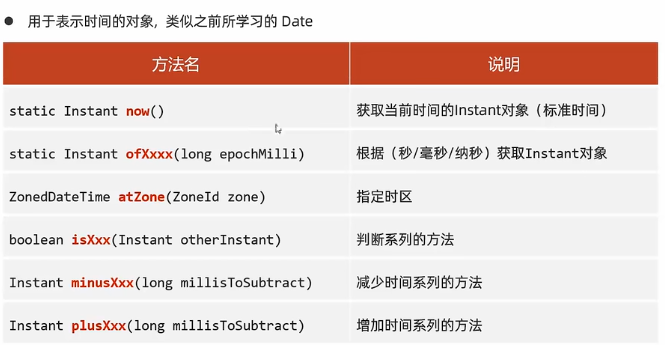 ● 用于表示时间的对象，类似之前所学习的 Date
方法名 说明
static Instant now() 获取当前时间的Instant对象（标准时间）
static Instant ofXxxx(long epochMilli) 根据（秒/毫秒/纳秒）获取Instant对象
ZonedDateTime atZone(ZoneId zone) 指定时区
boolean isXxx(Instant otherInstant) 判断系列的方法
Instant minusXxx(long millisToSubtract) 减少时间系列的方法
Instant plusXxx(long millisToSubtract) 增加时间系列的方法